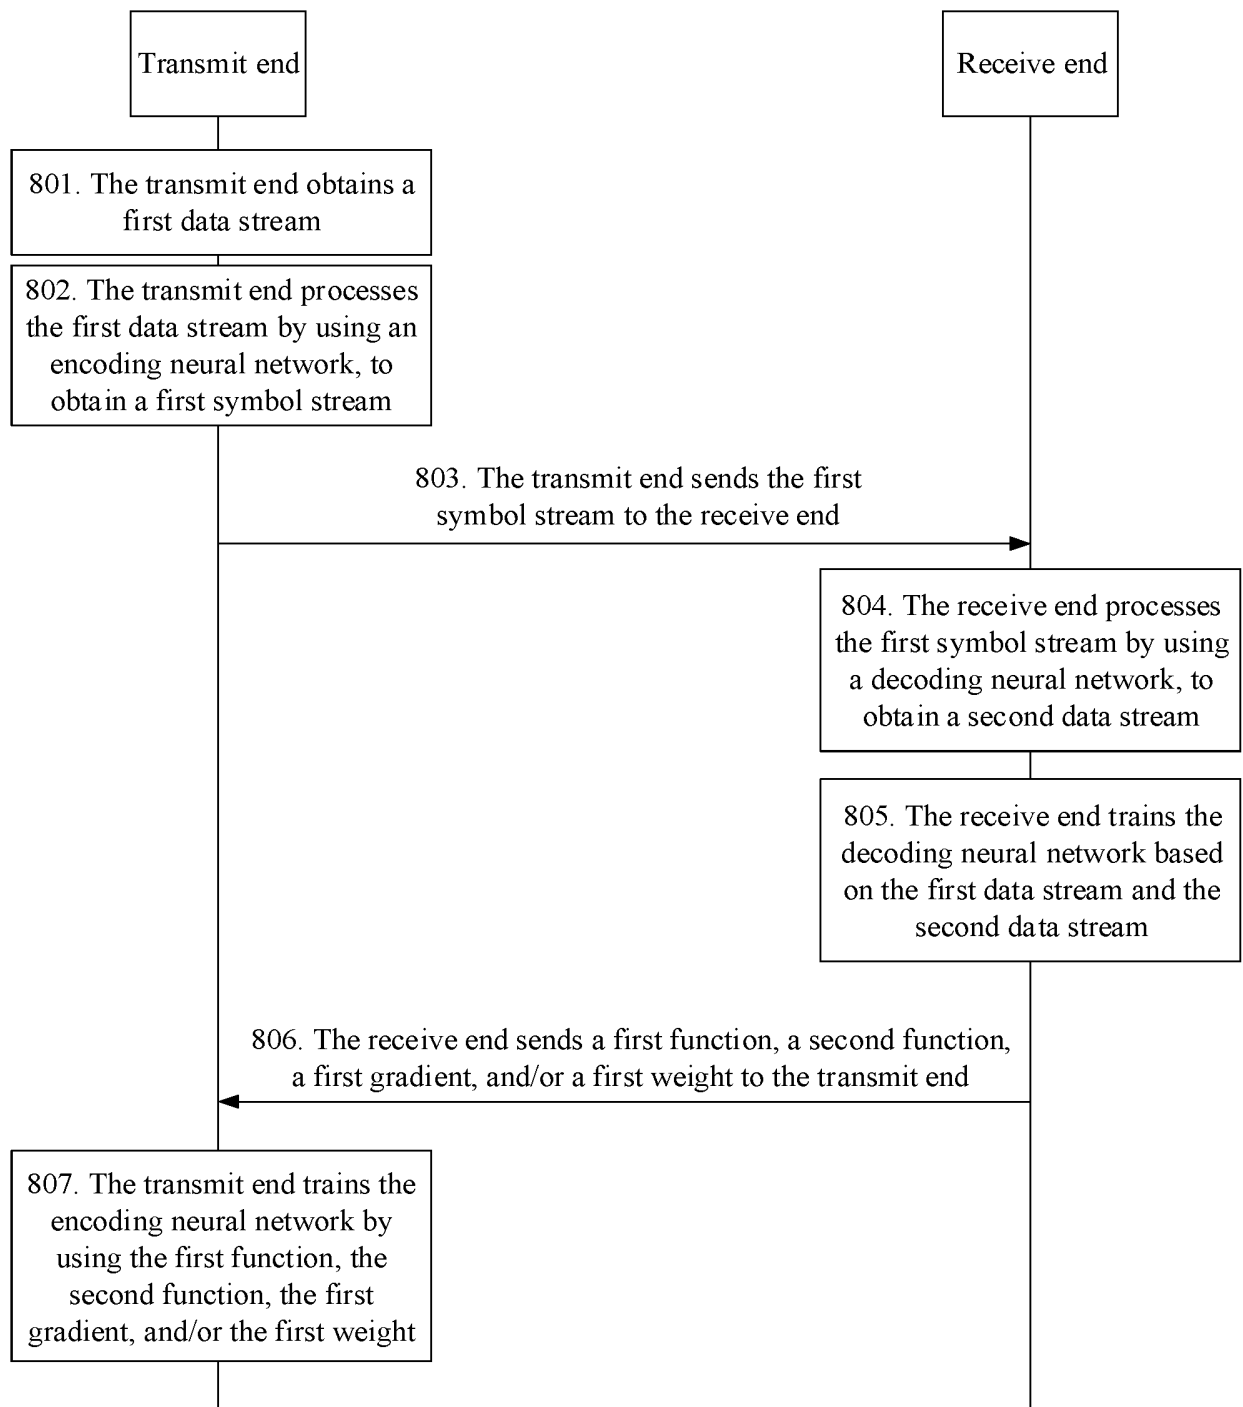 Transmit end
Receive end
801. The transmit end obtains a
first data stream
802. The transmit end processes
the first data stream by using an
encoding neural network, to
obtain a first symbol stream
803. The transmit end sends the first
symbol stream to the receive end
804. The receive end processes
the first symbol stream by using
a decoding neural network, to
obtain a second data stream
805. The receive end trains the
decoding neural network based
on the first data stream and the
second data stream
806. The receive end sends a first function, a second function,
a first gradient, and/or a first weight to the transmit end
807. The transmit end trains the
encoding neural network by
using the first function, the
second function, the first
gradient, and/or the first weight